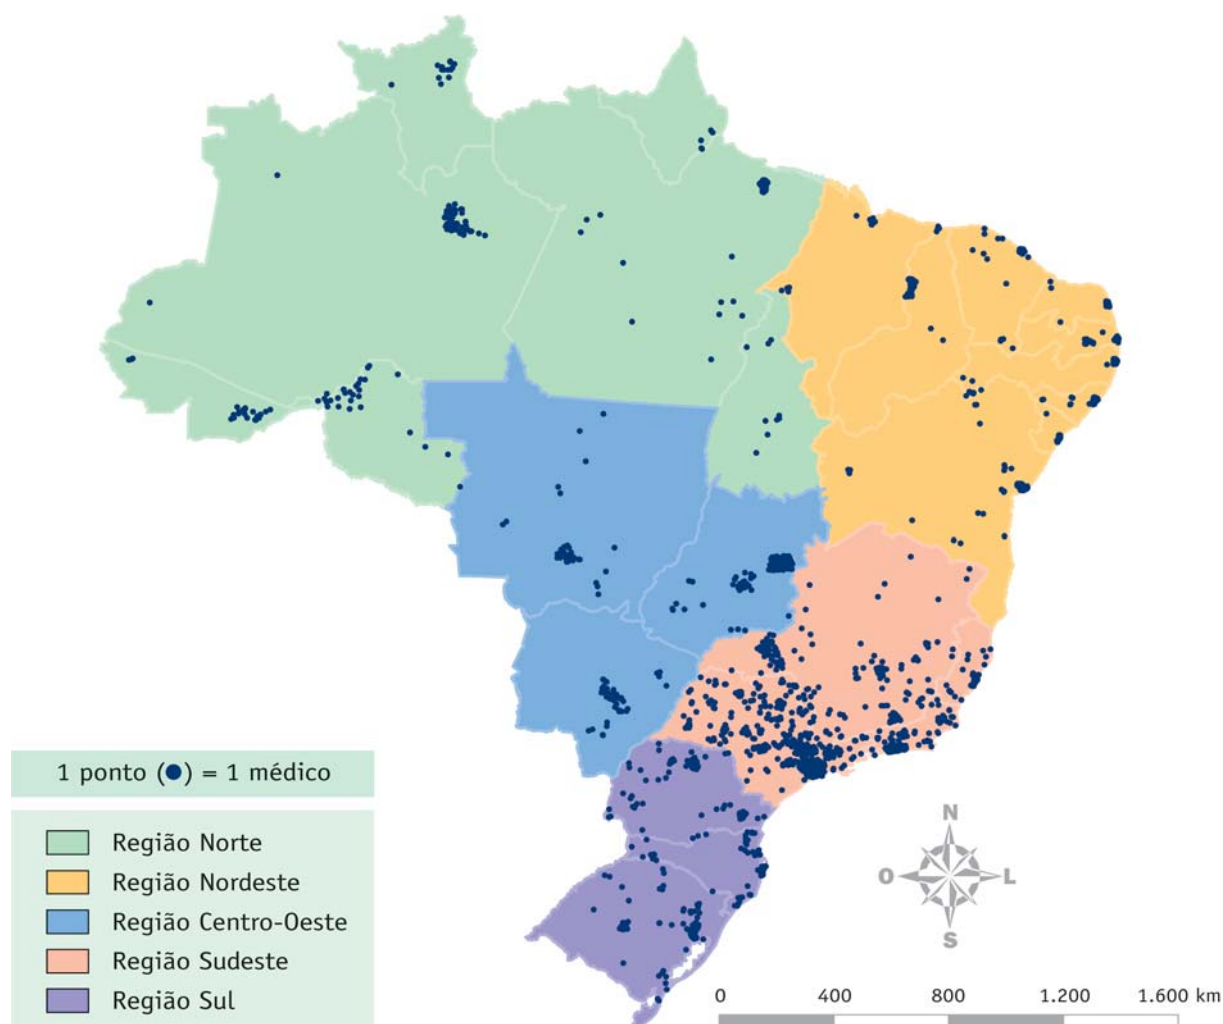 1 ponto (●) = 1 médico
Região Norte
Região Nordeste
Região Centro-Oeste
Região Sudeste
Região Sul
N
O L
S
0 400 800 1.200 1.600 km